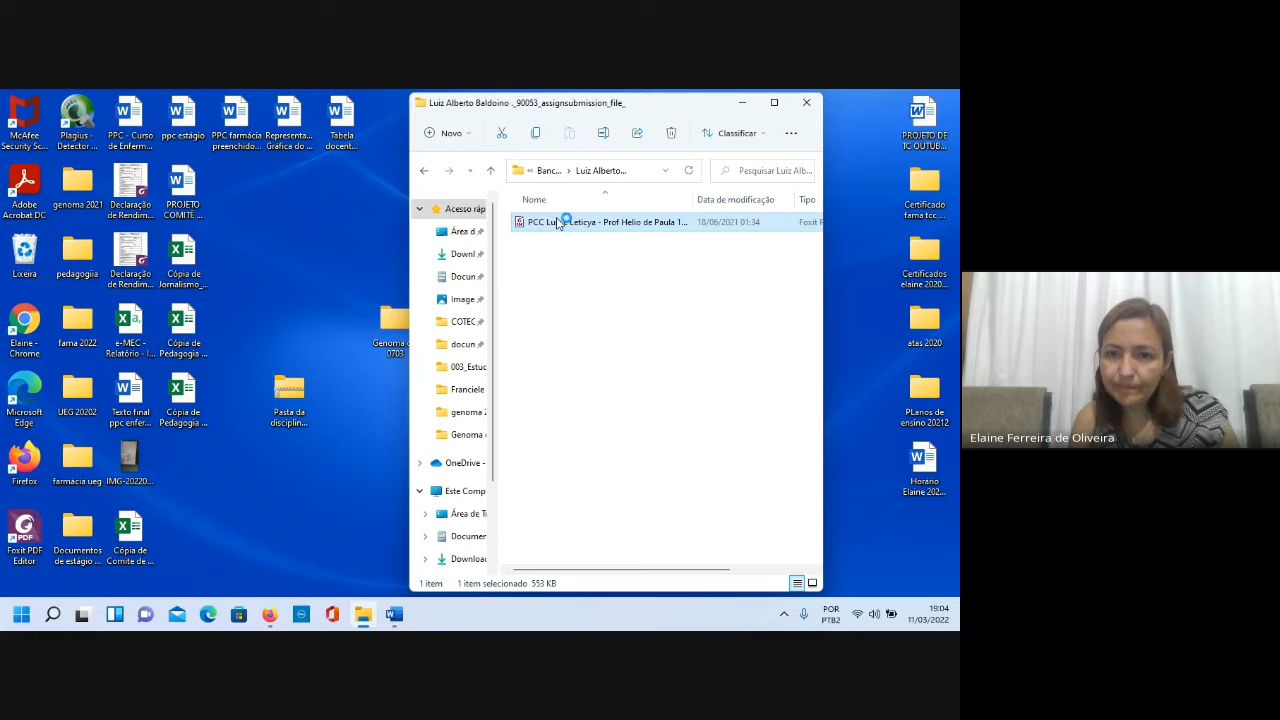 Luiz Alberto Baldoino ._90053_assignsubmission_file_
Novo
Classificar
Banc...
Luiz Alberto...
Pesquisar Luiz Alb...
Nome
Data de modificação
Tipo
Leticya - Prof Helio de Paula 1...
18/06/2021 01:34
Foxit
Acesso ráp
Área d
Downl
Docun
Image
COTEC
docun
003_Estuc
Franciele
genoma 2
Genoma
OneDrive -
Este Comp
Área de Tr
Documen
Download
1 item
1 item selecionado 553 KB
McAfee
Security Sc...
Plagius -
Detector ...
PPC - Curso
de Enferm...
ppc estágio
PPC farmácia
preenchido...
Representa...
Gráfica do ...
Tabela
docent...
Adobe
Acrobat DC
genoma 2021
Declaração
de Rendim...
PROJETO
COMITÊ ...
Lixeira
pedagogiia
Declaração
de Rendim...
Cópia de
Jornalismo_...
Elaine -
Chrome
fama 2022
e-MEC -
Relatório - I...
Cópia de
Pedagogia ...
Genoma
0703
Microsoft
Edge
UEG 20202
Texto final
ppc enfer...
Cópia de
Pedagogia ...
Pasta da
disciplin...
Firefox
farmácia ueg
IMG-20220...
Foxit PDF
Editor
Documentos
de estágio ...
Cópia de
Comite de ...
PROJETO DE
TC OUTUB...
Certificado
fama tcc ...
Certificados
elaine 2020...
atas 2020
PLanos de
ensino 20212
Horário
Elaine 202...
POR
PTB2
19:04
11/03/2022
Elaine Ferreira de Oliveira